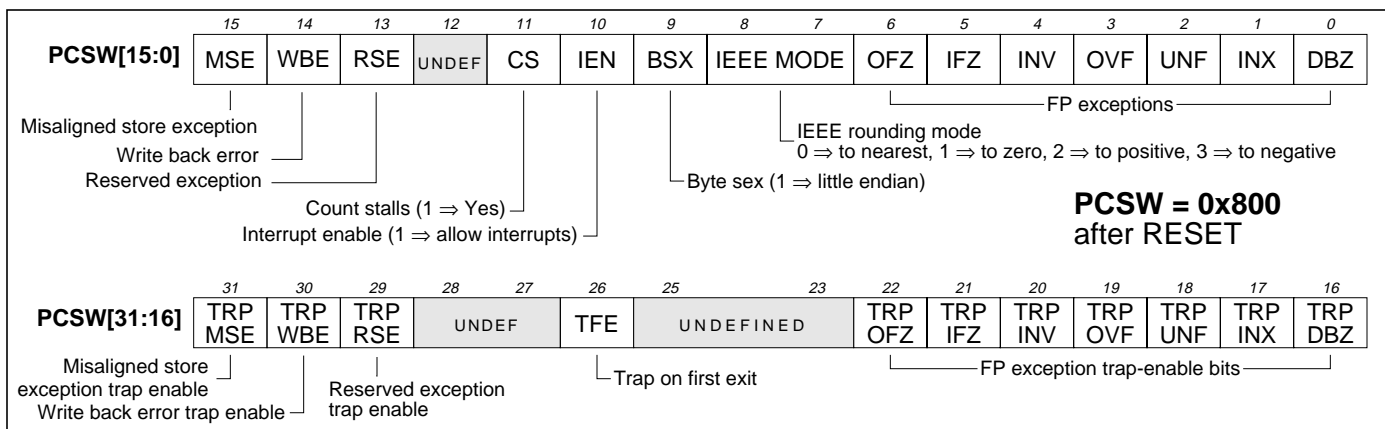 15 14 13 12 11 10 9 8 7 6 5 4 3 2 1 0
PCSW[15:0] MSE WBE RSE UNDEF CS IEN BSX IEEE MODE OFZ IFZ INV OVF UNF INX DBZ
FP exceptions
Misaligned store exception
IEEE rounding mode
Write back error
0 ⇒ to nearest, 1 ⇒ to zero, 2 ⇒ to positive, 3 ⇒ to negative
Reserved exception
Byte sex (1 ⇒ little endian)
Count stalls (1 ⇒ Yes)
Interrupt enable (1 ⇒ allow interrupts)
PCSW = 0x800
after RESET
31 30 29 28 27 26 25 23 22 21 20 19 18 17 16
PCSW[31:16] TRP MSE TRP WBE TRP RSE UNDEF TFE UNDEFINED TRP OFZ TRP IFZ TRP INV TRP OVF TRP UNF TRP INX TRP DBZ
Misaligned store
exception trap enable
Write back error trap enable
Reserved exception
trap enable
Trap on first exit
FP exception trap-enable bits